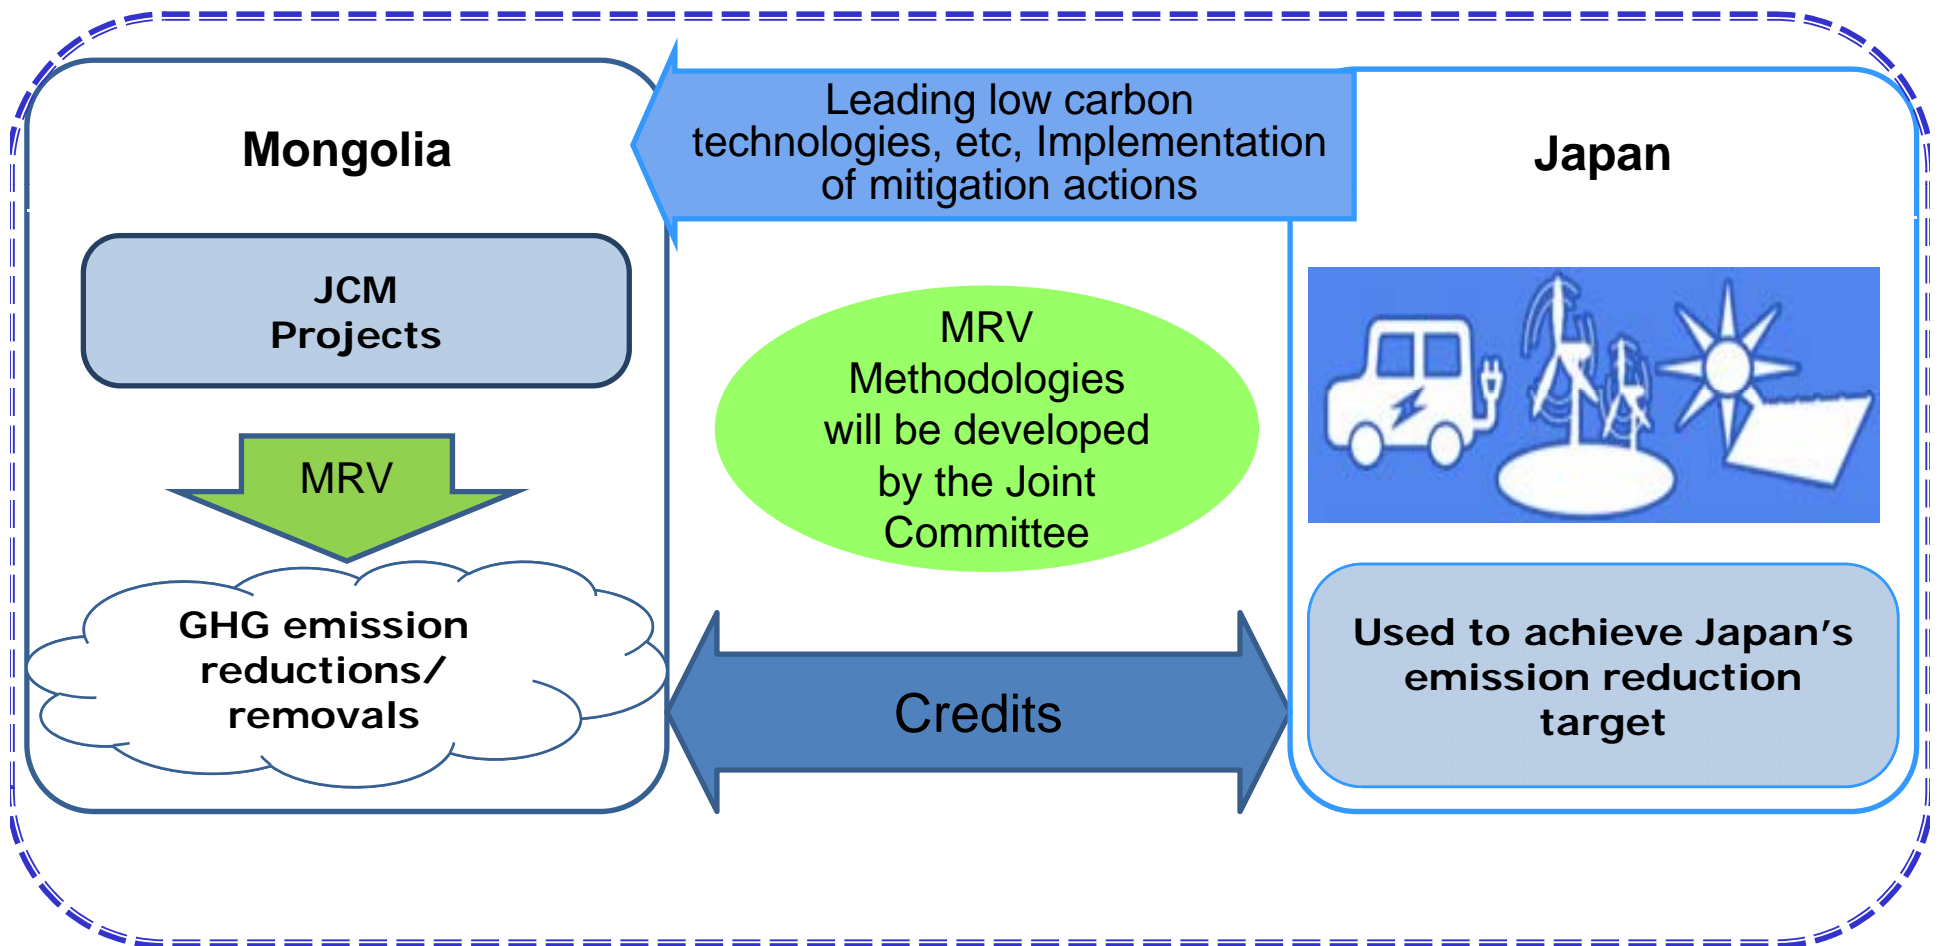 Mongolia
Leading low carbon
technologies, etc, Implementation
of mitigation actions
Japan
JCM
Projects
MRV
GHG emission
reductions/
removals
MRV
Methodologies
will be developed
by the Joint
Committee
Credits
Used to achieve Japan’s
emission reduction
target